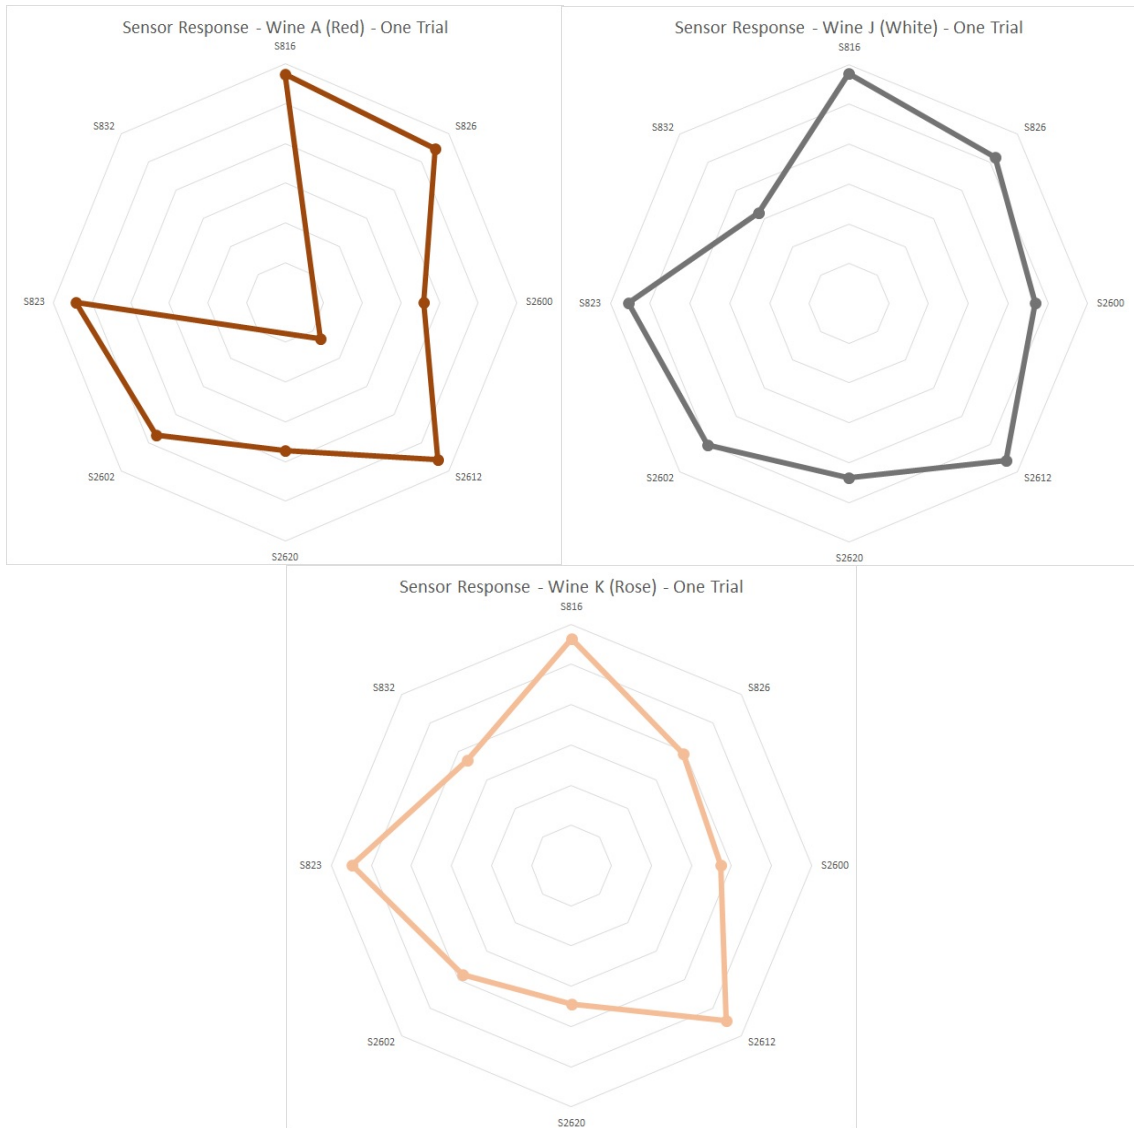 Sensor Response - Wine A (Red) - One Trial
S816
S832
S826
S823
S2600
S2602
S2612
S2620
Sensor Response - Wine J (White) - One Trial
S816
S832
S826
S823
S2600
S2602
S2612
S2620
Sensor Response - Wine K (Rose) - One Trial
S816
S832
S826
S823
S2600
S2602
S2612
S2620